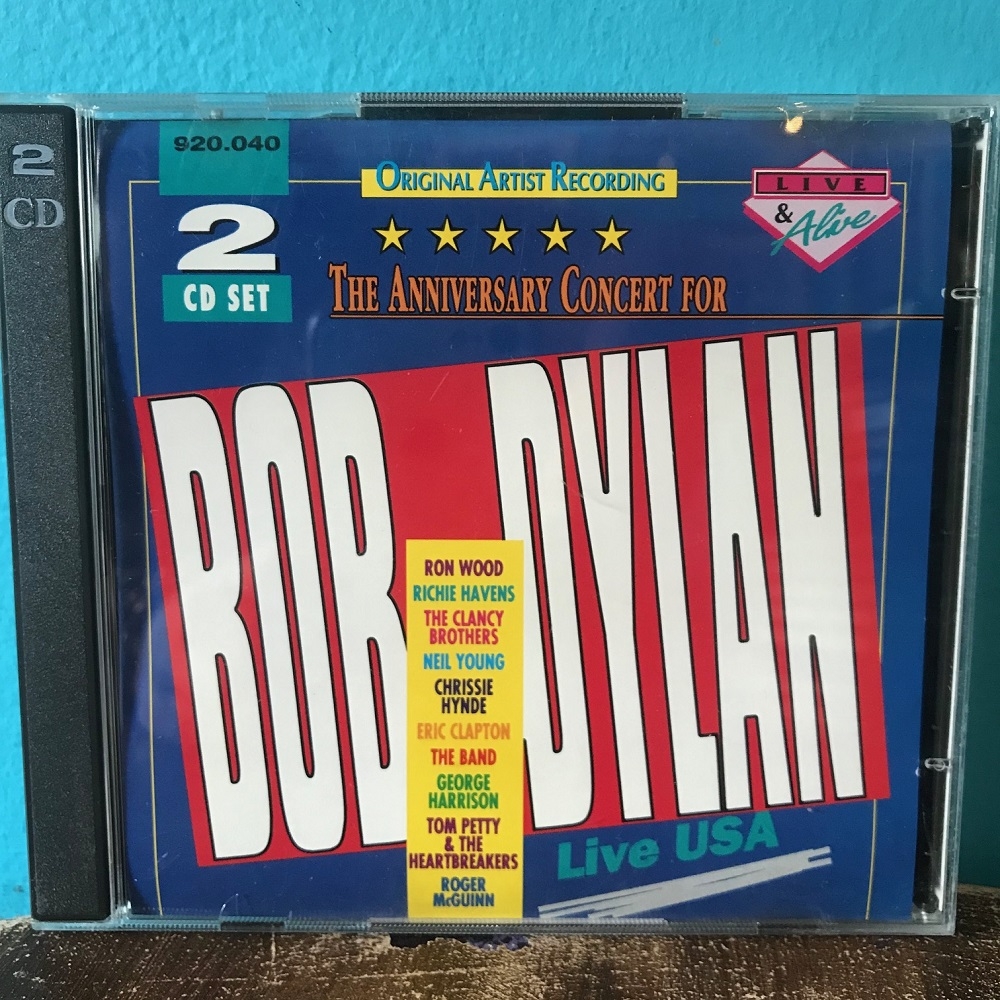 2
CD
920.040
2
CD SET
ORIGINAL ARTIST RECORDING
THE ANNIVERSARY CONCERT FOR
LIVE
& Alive
BOB DYLAN
RON WOOD
RICHIE HAVENS
THE CLANCY
BROTHERS
NEIL YOUNG
CHRISSIE
HYNDE
ERIC CLAPTON
THE BAND
GEORGE
HARRISON
TOM PETTY
& THE
HEARTBREAKERS
ROGER
McGUINN
Live USA